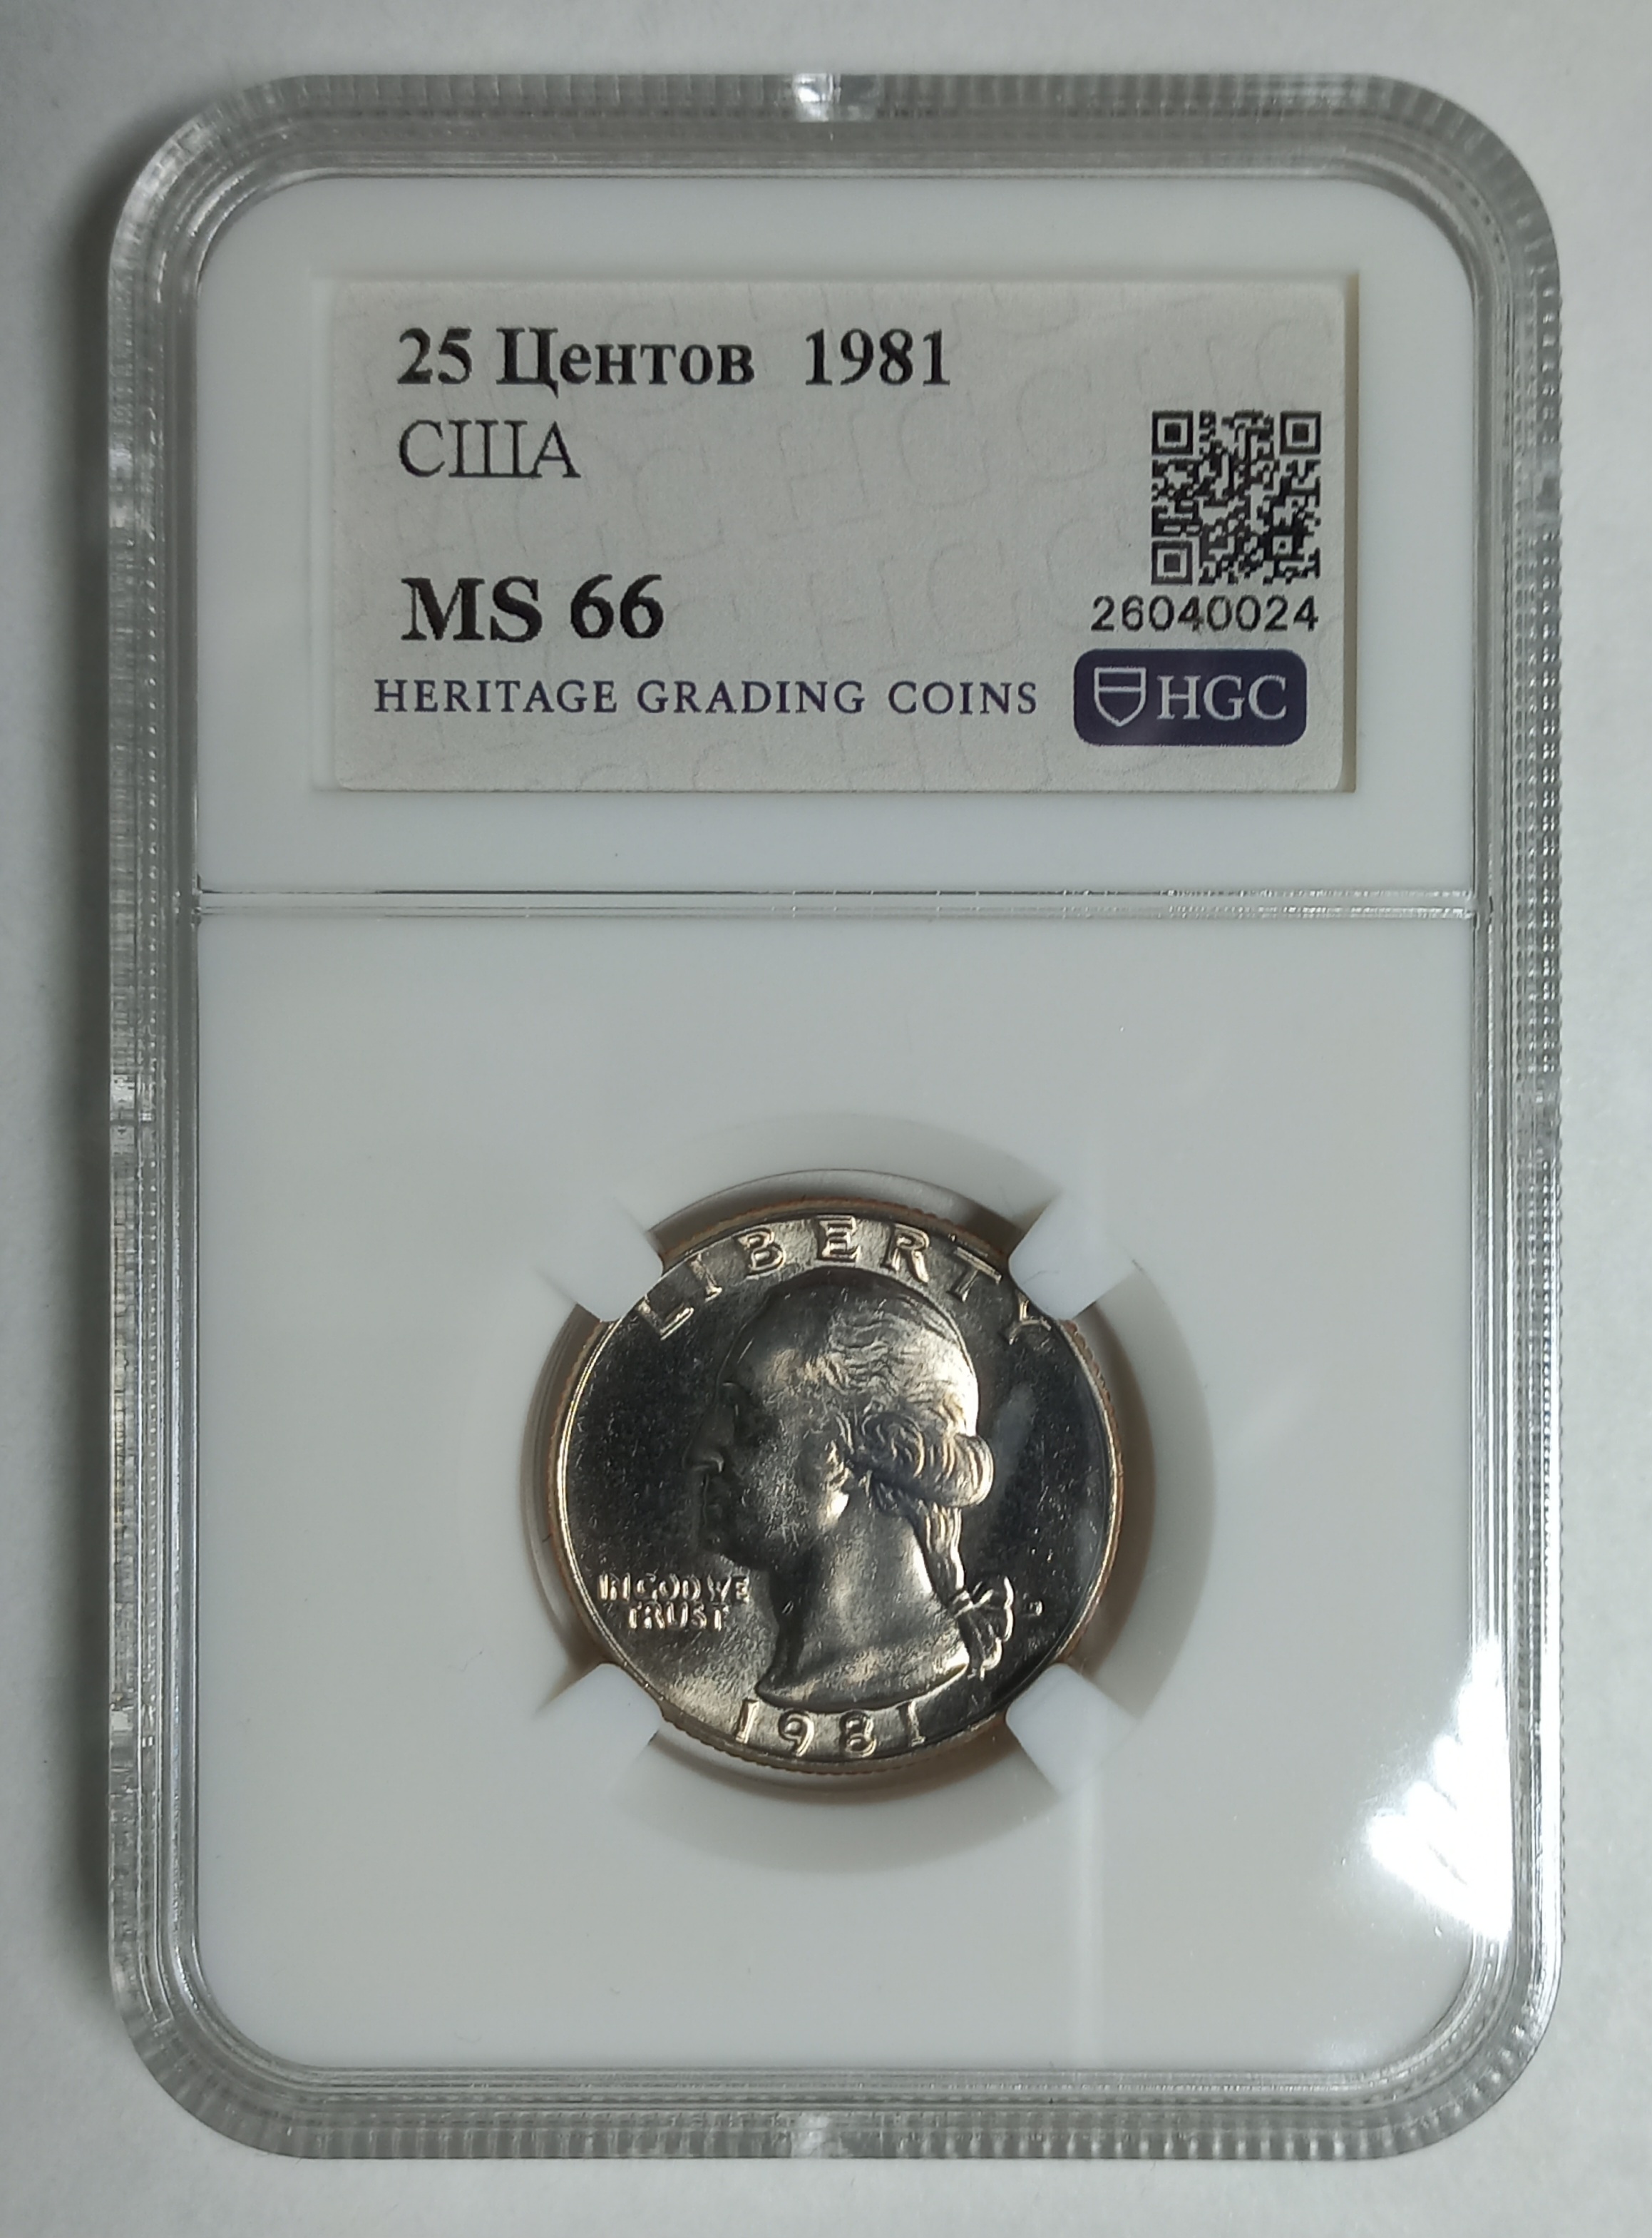 25 Центов 1981
США
MS 66
26040024
HERITAGE GRADING COINS
HGC
LIBERTY
IN GOD WE
TRUST
D
1981